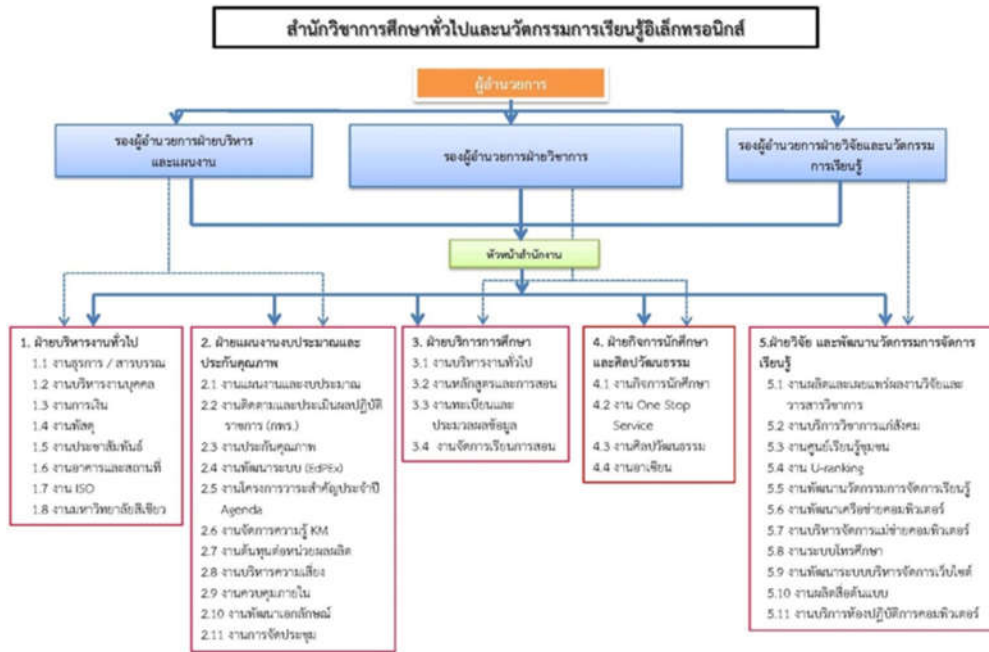 สำนักวิชาการศึกษาทั่วไปและนวัตกรรมการเรียนรู้อิเล็กทรอนิกส์
ผู้อำนวยการ
รองผู้อำนวยการฝ่ายบริหาร
และแผนงาน
รองผู้อำนวยการฝ่ายวิชาการ
รองผู้อำนวยการฝ่ายวิจัยและนวัตกรรม
การเรียนรู้
หัวหน้าสำนักงาน
1. ฝ่ายบริหารงานทั่วไป
1.1 งานธุรการ / สารบรรณ
1.2 งานบริหารงานบุคคล
1.3 งานการเงิน
1.4 งานพัสดุ
1.5 งานประชาสัมพันธ์
1.6 งานอาคารและสถานที่
1.7 งาน ISO
1.8 งานมหาวิทยาลัยสีเขียว
2. ฝ่ายแผนงานงบประมาณและ
ประกันคุณภาพ
2.1 งานแผนงานและงบประมาณ
2.2 งานติดตามและประเมินผลปฏิบัติ
ราชการ (กพร.)
2.3 งานประกันคุณภาพ
2.4 งานพัฒนาระบบ (EdPEx)
2.5 งานโครงการวาระสำคัญประจำปี
Agenda
2.6 งานจัดการความรู้ KM
2.7 งานต้นทุนต่อหน่วยผลผลิต
2.8 งานบริหารความเสี่ยง
2.9 งานควบคุมภายใน
2.10 งานพัฒนาเอกลักษณ์
2.11 งานการจัดประชุม
3. ฝ่ายบริการการศึกษา
3.1 งานบริหารงานทั่วไป
3.2 งานหลักสูตรและการสอน
3.3 งานทะเบียนและ
ประมวลผลข้อมูล
3.4 งานจัดการเรียนการสอน
4. ฝ่ายกิจการนักศึกษา
และศิลปวัฒนธรรม
4.1 งานกิจการนักศึกษา
4.2 งาน One Stop
Service
4.3 งานศิลปวัฒนธรรม
4.4 งานอาเซียน
5.ฝ่ายวิจัย และพัฒนานวัตกรรมการจัดการ
เรียนรู้
5.1 งานผลิตและเผยแพร่ผลงานวิจัยและ
วารสารวิชาการ
5.2 งานบริการวิชาการแก่สังคม
5.3 งานศูนย์เรียนรู้ชุมชน
5.4 งาน U-ranking
5.5 งานพัฒนานวัตกรรมการจัดการเรียนรู้
5.6 งานพัฒนาเครือข่ายคอมพิวเตอร์
5.7 งานบริหารจัดการแม่ข่ายคอมพิวเตอร์
5.8 งานระบบโทรศึกษา
5.9 งานพัฒนาระบบบริหารจัดการเว็บไซต์
5.10 งานผลิตสื่อต้นแบบ
5.11 งานบริการห้องปฏิบัติการคอมพิวเตอร์